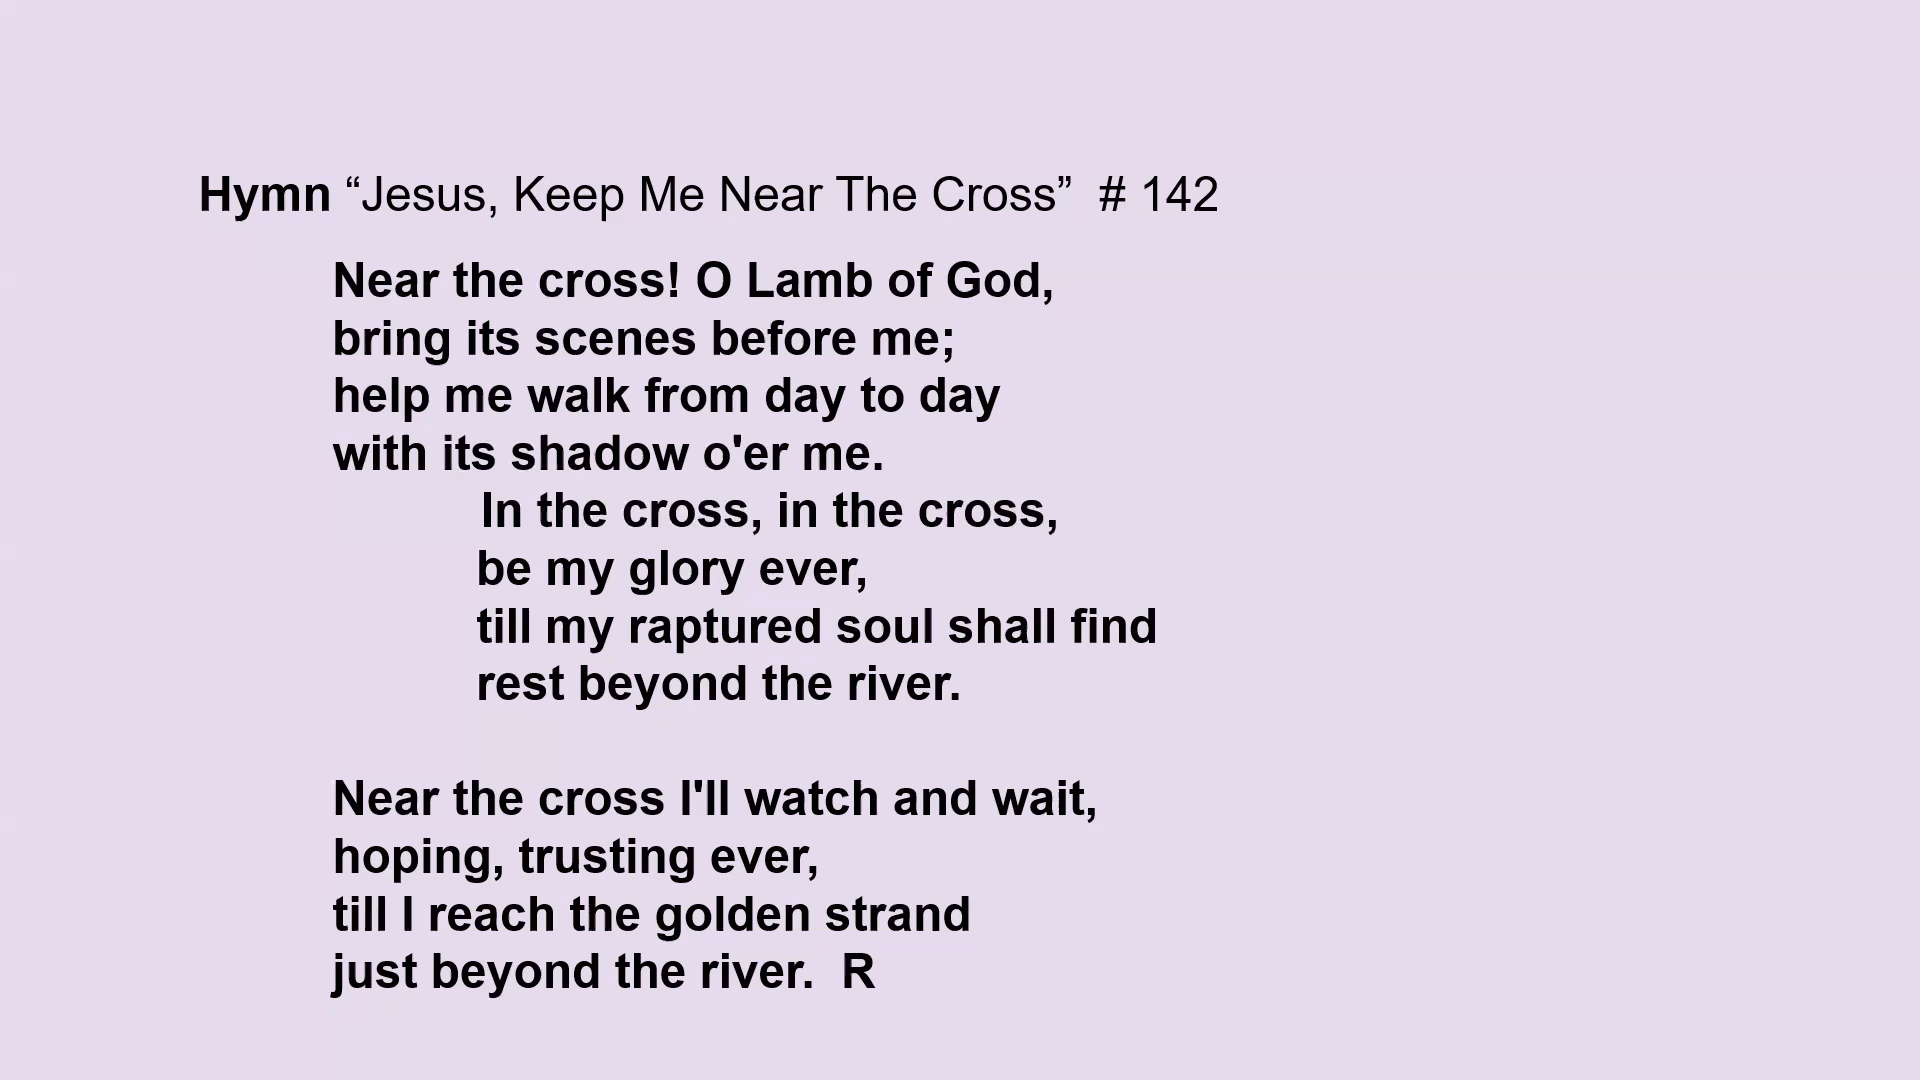 Hymn “Jesus, Keep Me Near The Cross”  # 142
Near the cross! O Lamb of God,
bring its scenes before me;
help me walk from day to day
with its shadow o'er me.
In the cross, in the cross,
be my glory ever,
till my raptured soul shall find
rest beyond the river.
Near the cross I'll watch and wait,
hoping, trusting ever,
till I reach the golden strand
just beyond the river.  R